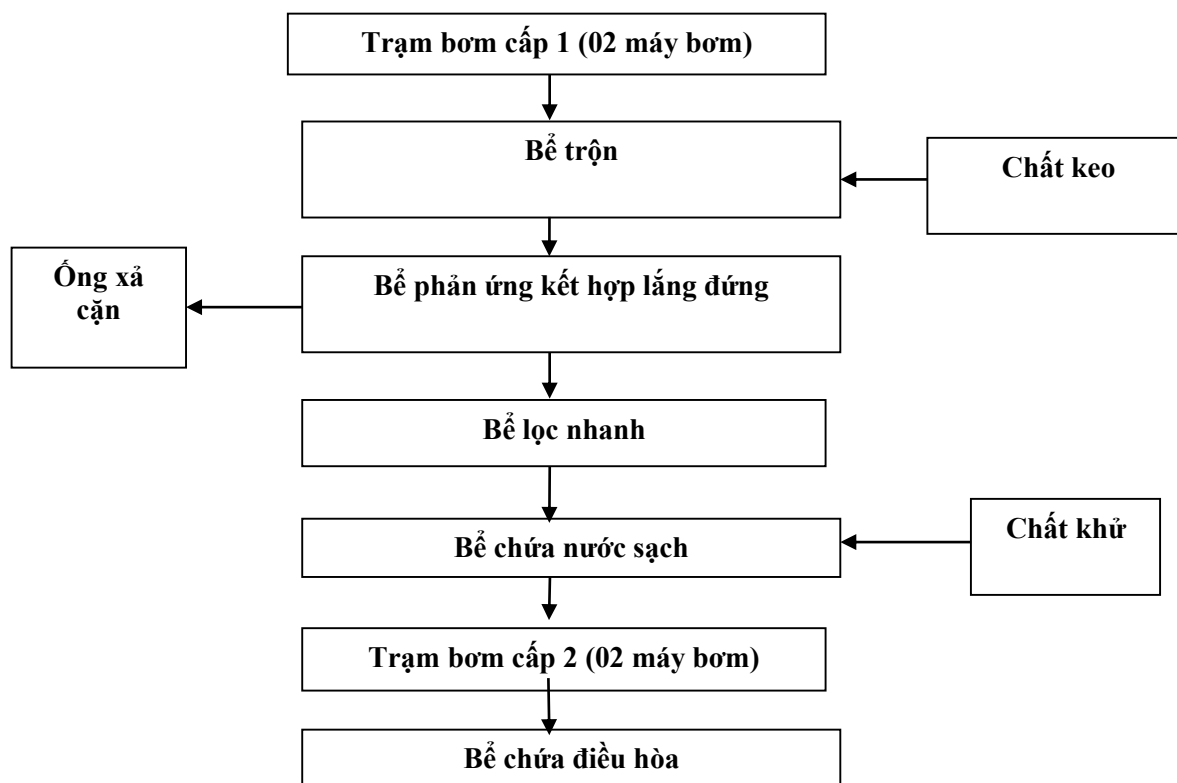 Trạm bơm cấp 1 (02 máy bơm)
Bể trộn
Chất keo
Ống xả
cặn
Bể phản ứng kết hợp lắng đứng
Bể lọc nhanh
Bể chứa nước sạch
Chất khử
Trạm bơm cấp 2 (02 máy bơm)
Bể chứa điều hòa